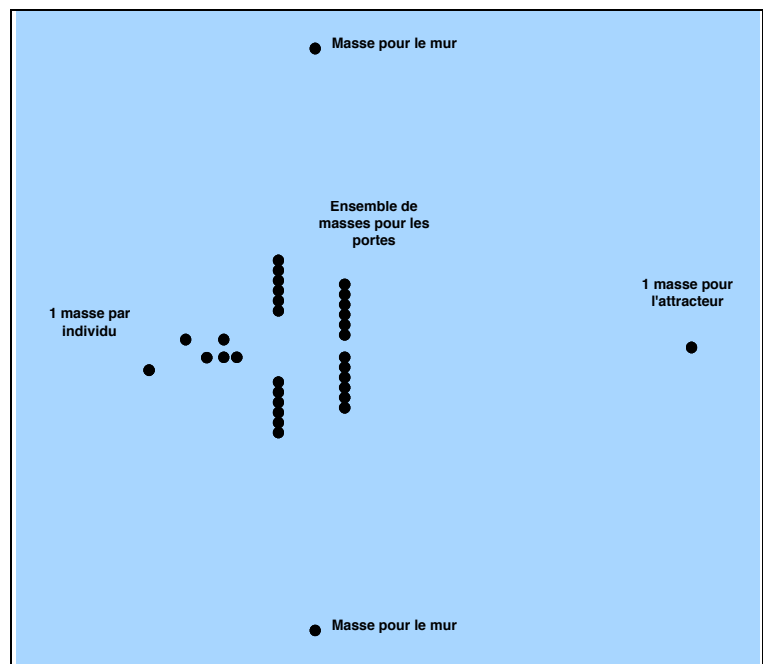 Masse pour le mur
Ensemble de
masses pour les
portes
1 masse pour
l'attracteur
1 masse par
individu
Masse pour le mur